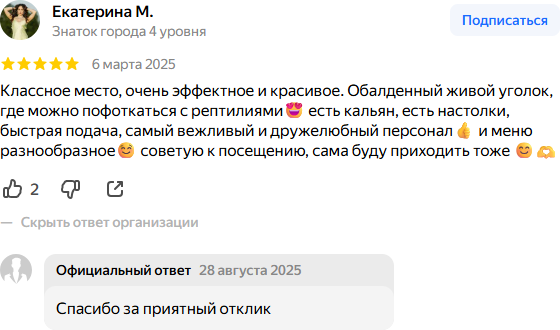 Екатерина М.
Подписаться
Знаток города 4 уровня
6 марта 2025
Классное место, очень эффектное и красивое. Обалденный живой уголок,
где можно пофоткаться с рептилиями😍 есть кальян, есть настолки,
быстрая подача, самый вежливый и дружелюбный персонал👍 и меню
разнообразное😊 советую к посещению, сама буду приходить тоже 😊🫶
2
— Скрыть ответ организации
Официальный ответ 28 августа 2025
Спасибо за приятный отклик